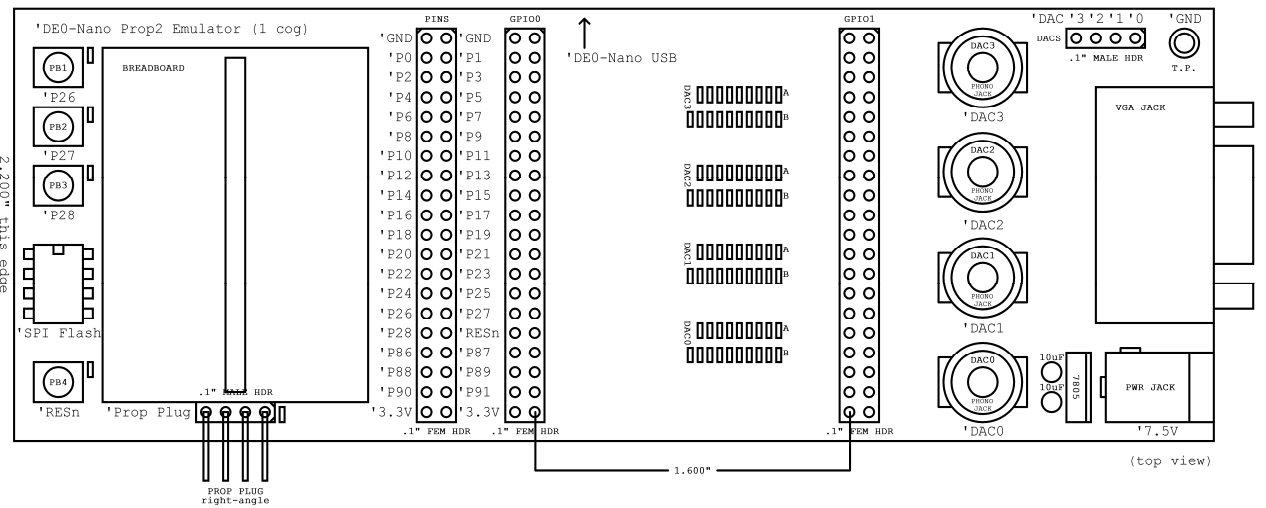 'DE0-Nano Prop2 Emulator (1 cog)
PB1
'P26
PB2
'P27
PB3
'P28
2.200" this edge
'SPI Flash
PB4
'RESn
BREADBOARD
.1" MALE HDR
'Prop Plug
PROP PLUG
right-angle
PINS
'GND 'GND
'P0 'P1
'P2 'P3
'P4 'P5
'P6 'P7
'P8 'P9
'P10 'P11
'P12 'P13
'P14 'P15
'P16 'P17
'P18 'P19
'P20 'P21
'P22 'P23
'P24 'P25
'P26 'P27
'P28 'RESn
'P86 'P87
'P88 'P89
'P90 'P91
'3.3V '3.3V
.1" FEM HDR
GPIO0
.1" FEM HDR
'DE0-Nano USB
DAC3
A
B
DAC2
A
B
DAC1
A
B
DAC0
A
B
1.600"
GPIO1
.1" FEM HDR
DAC3
PHONO
JACK
'DAC3
DAC2
PHONO
JACK
'DAC2
DAC1
PHONO
JACK
'DAC1
DAC0
PHONO
JACK
'DAC0
'DAC '3 '2 '1 '0
DACS
.1" MALE HDR
'GND
T.P.
VGA JACK
10uF
10uF
7805
PWR JACK
'7.5V
(top view)